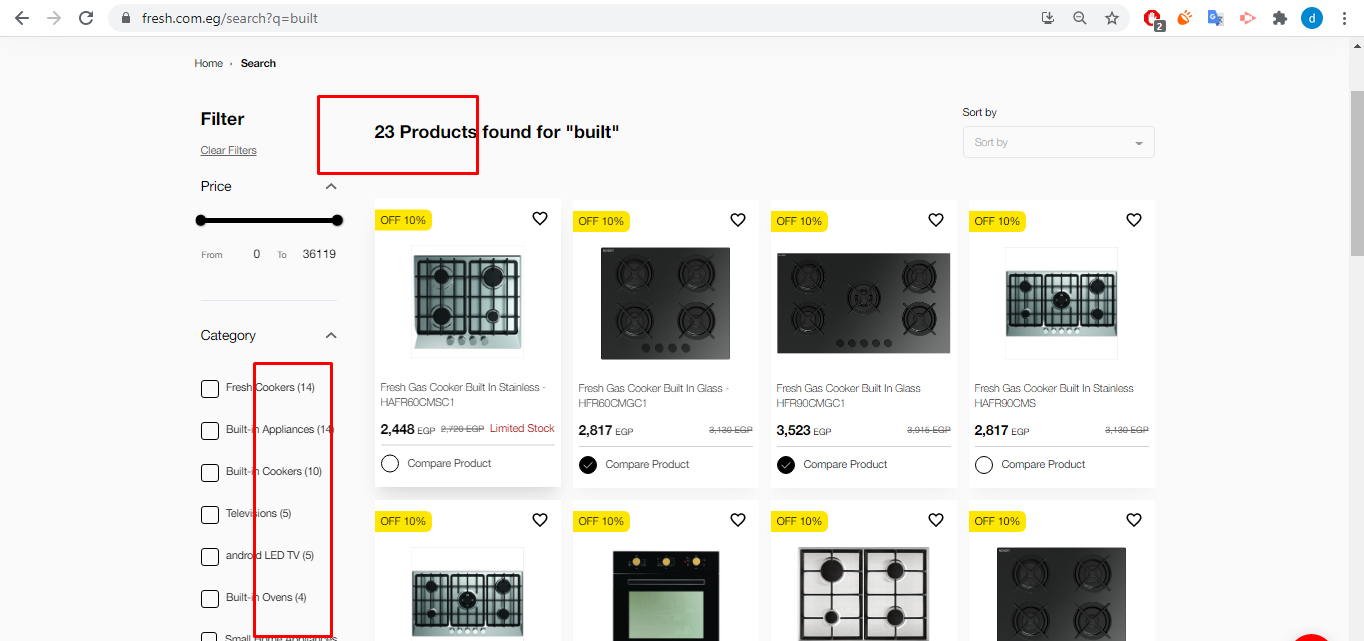 fresh.com.eg/search?q=built
2
d
Home • Search
Filter
Clear Filters
23 Products found for "built"
Sort by
Sort by
Price
From 0 To 36119
Category
Fresh Cookers (14)
Built-in Appliances (14)
Built-in Cookers (10)
Televisions (5)
android LED TV (5)
Built-in Ovens (4)
Small Home Appliances
OFF 10%
Fresh Gas Cooker Built In Stainless -
HAFR60CMSC1
2,448 EGP 2,720 EGP Limited Stock
Compare Product
OFF 10%
Fresh Gas Cooker Built In Glass -
HFR60CMGC1
2,817 EGP 3,130 EGP
Compare Product
OFF 10%
Fresh Gas Cooker Built In Glass
HFR90CMGC1
3,523 EGP 3,915 EGP
Compare Product
OFF 10%
Fresh Gas Cooker Built In Stainless
HAFR90CMS
2,817 EGP 3,130 EGP
Compare Product
OFF 10%
OFF 10%
OFF 10%
OFF 10%